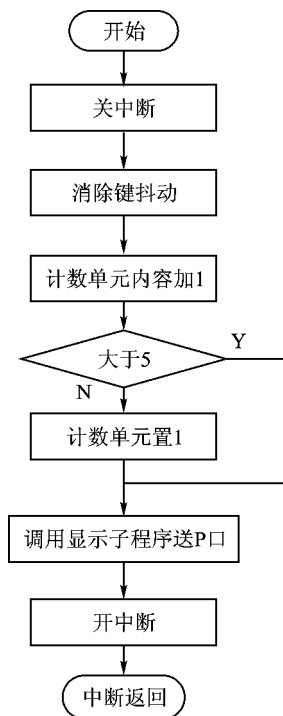 开始
关中断
消除键抖动
计数单元内容加1
大于5
Y
N
计数单元置1
调用显示子程序送P口
开中断
中断返回